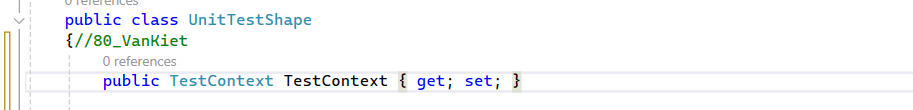 0 references
public class UnitTestShape
{//80_VanKiet
0 references
public TestContext TestContext { get; set; }